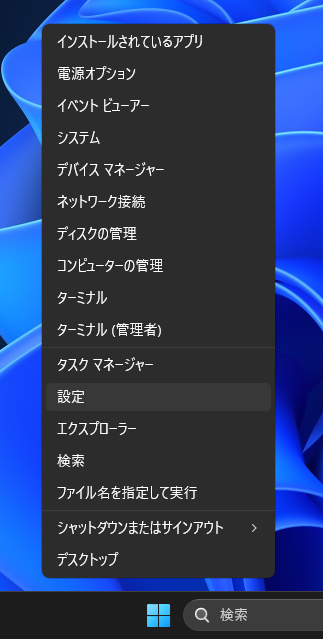 インストールされているアプリ
電源オプション
イベント ビューアー
システム
デバイス マネージャー
ネットワーク接続
ディスクの管理
コンピューターの管理
ターミナル
ターミナル (管理者)
タスク マネージャー
設定
エクスプローラー
検索
ファイル名を指定して実行
シャットダウンまたはサインアウト
デスクトップ
検索